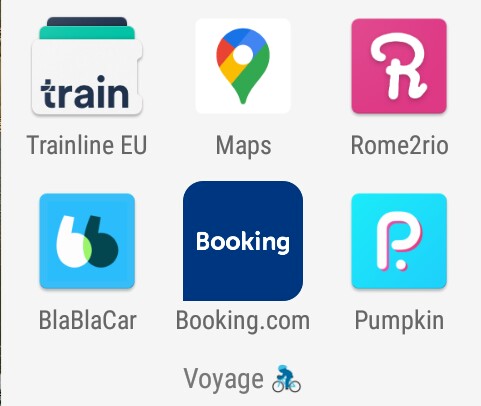 train
R
Trainline EU Maps Rome2rio
Booking
P
BlaBlaCar Booking.com Pumpkin
Voyage 🚴